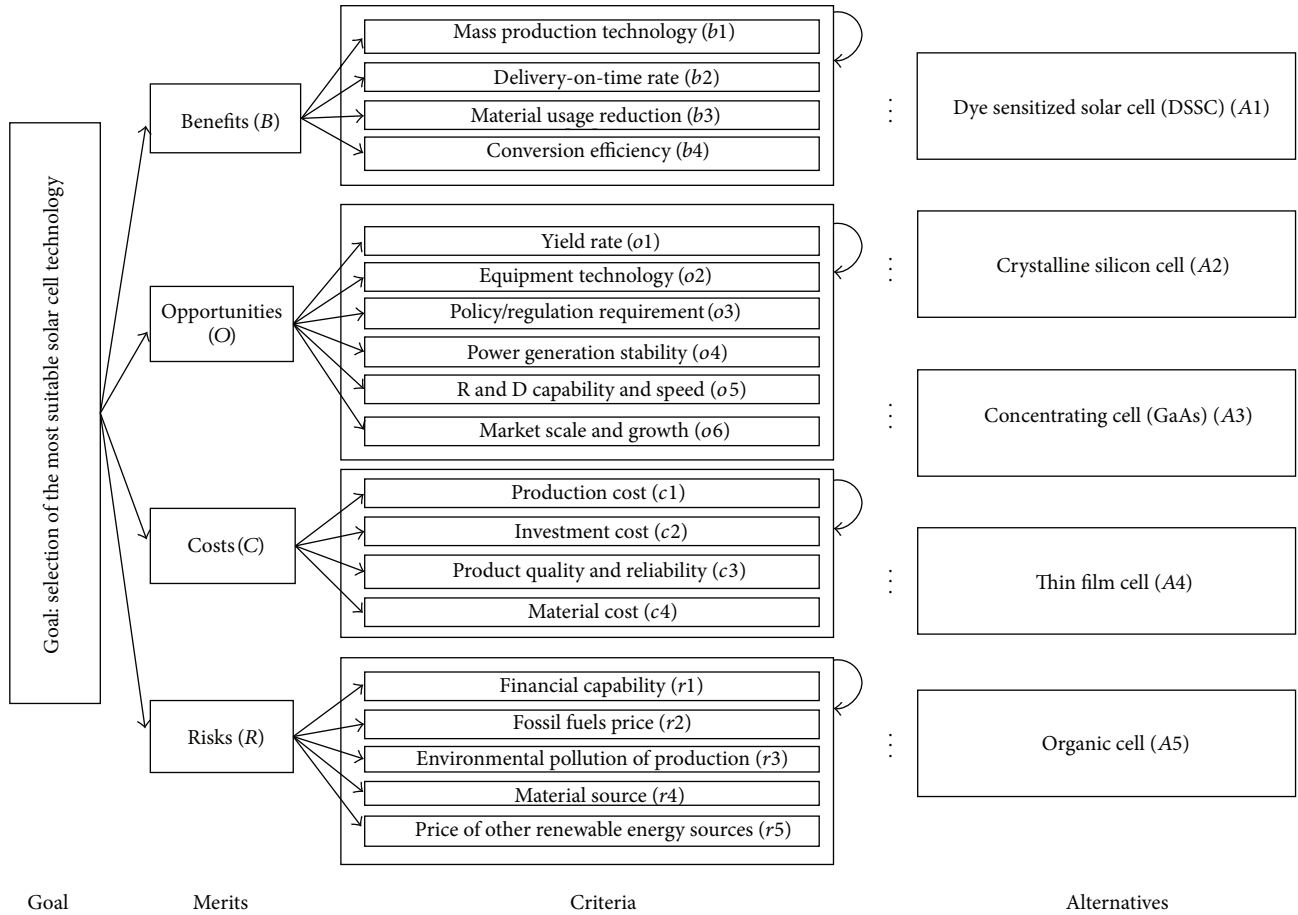 Goal: selection of the most suitable solar cell technology
Benefits (B)
Opportunities
(O)
Costs (C)
Risks (R)
Mass production technology (b1)
Delivery-on-time rate (b2)
Material usage reduction (b3)
Conversion efficiency (b4)
Yield rate (o1)
Equipment technology (o2)
Policy/regulation requirement (o3)
Power generation stability (o4)
R and D capability and speed (o5)
Market scale and growth (o6)
Production cost (c1)
Investment cost (c2)
Product quality and reliability (c3)
Material cost (c4)
Financial capability (r1)
Fossil fuels price (r2)
Environmental pollution of production (r3)
Material source (r4)
Price of other renewable energy sources (r5)
Dye sensitized solar cell (DSSC) (A1)
Crystalline silicon cell (A2)
Concentrating cell (GaAs) (A3)
Thin film cell (A4)
Organic cell (A5)
Goal
Merits
Criteria
Alternatives